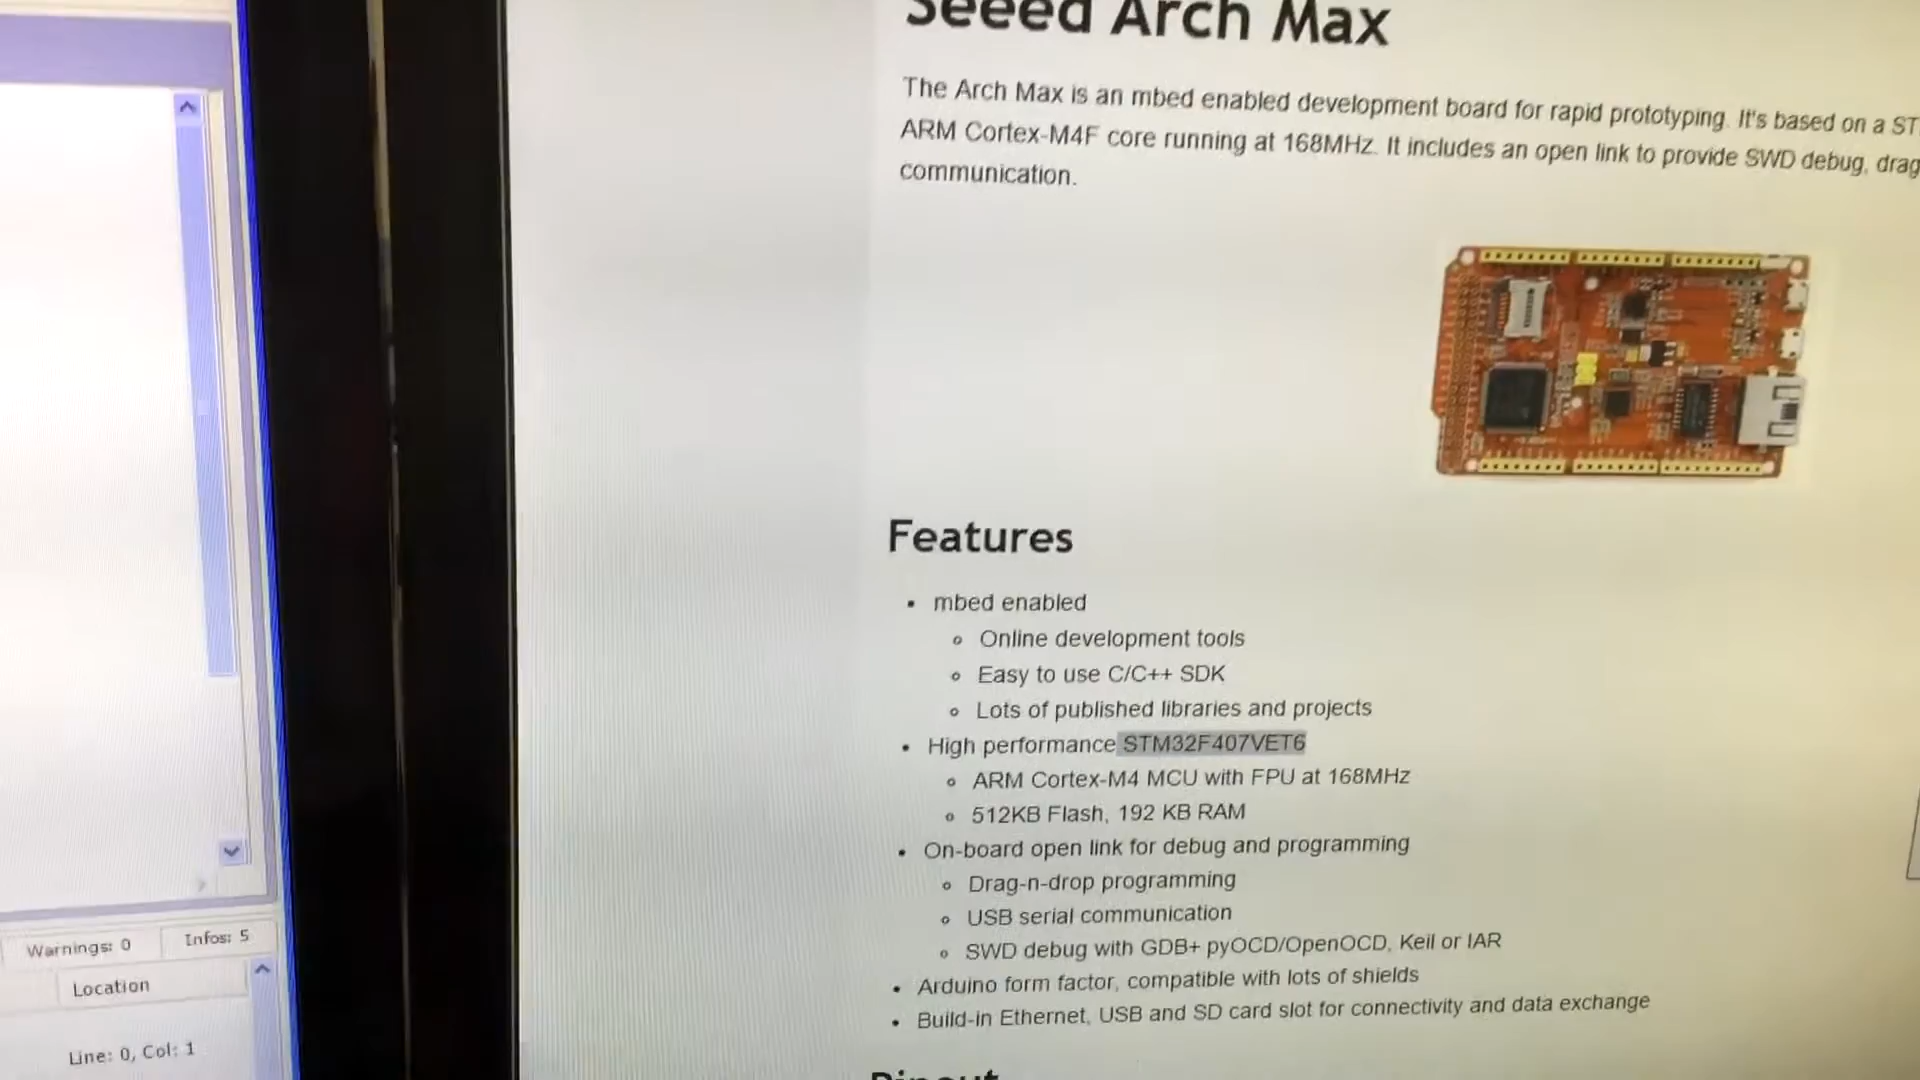 Seeed Arch Max
The Arch Max is an mbed enabled development board for rapid prototyping. It's based on a ST
ARM Cortex-M4F core running at 168MHz. It includes an open link to provide SWD debug, drag
communication.
Features
mbed enabled
Online development tools
Easy to use C/C++ SDK
Lots of published libraries and projects
High performance STM32F407VET6
ARM Cortex-M4 MCU with FPU at 168MHz
512KB Flash, 192 KB RAM
On-board open link for debug and programming
Drag-n-drop programming
USB serial communication
SWD debug with GDB+ pyOCD/OpenOCD, Keil or IAR
Arduino form factor, compatible with lots of shields
Build-in Ethernet, USB and SD card slot for connectivity and data exchange
Pinout
Warnings: 0 Infos: 5
Location
Line: 0, Col: 1